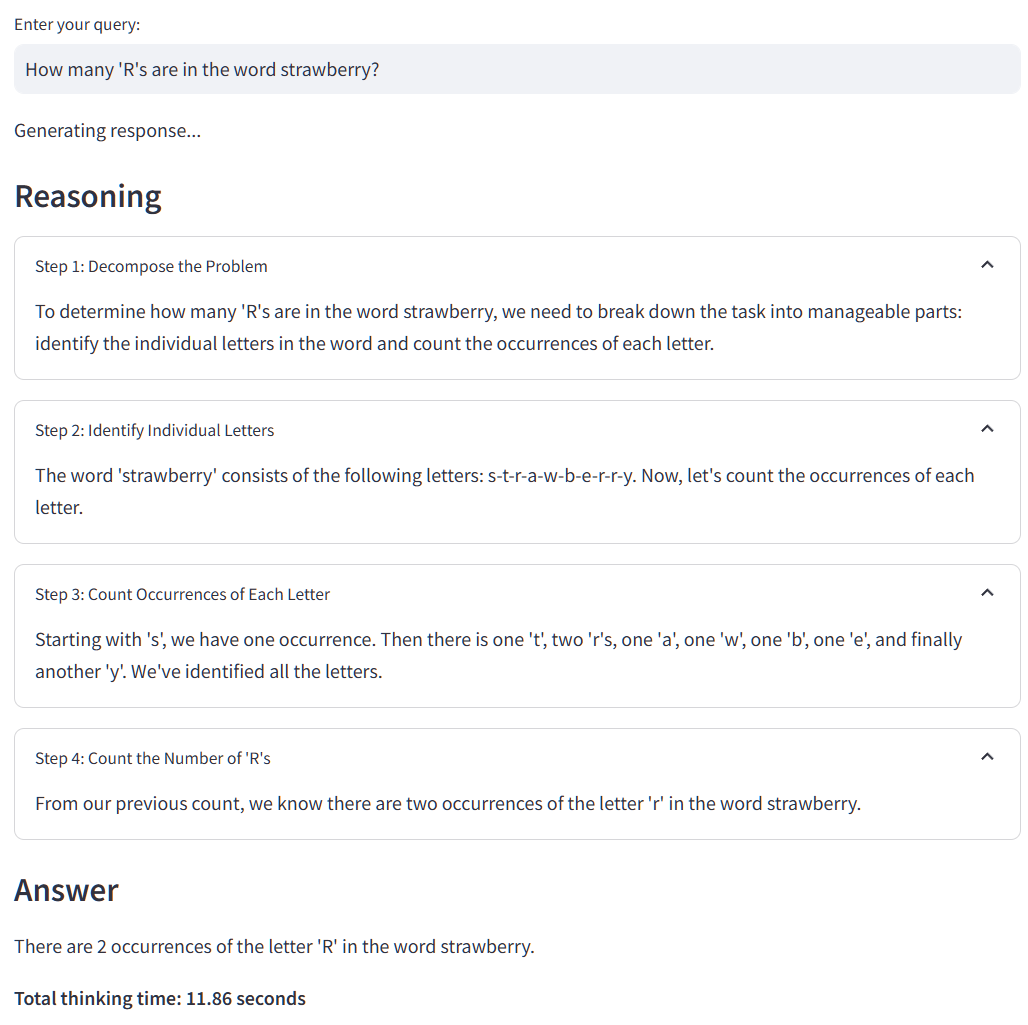 Enter your query:
How many 'R's are in the word strawberry?
Generating response...
Reasoning
Step 1: Decompose the Problem
To determine how many 'R's are in the word strawberry, we need to break down the task into manageable parts:
identify the individual letters in the word and count the occurrences of each letter.
Step 2: Identify Individual Letters
The word 'strawberry' consists of the following letters: s-t-r-a-w-b-e-r-r-y. Now, let's count the occurrences of each
letter.
Step 3: Count Occurrences of Each Letter
Starting with 's', we have one occurrence. Then there is one 't', two 'r's, one 'a', one 'w', one 'b', one 'e', and finally
another 'y'. We've identified all the letters.
Step 4: Count the Number of 'R's
From our previous count, we know there are two occurrences of the letter 'r' in the word strawberry.
Answer
There are 2 occurrences of the letter 'R' in the word strawberry.
Total thinking time: 11.86 seconds